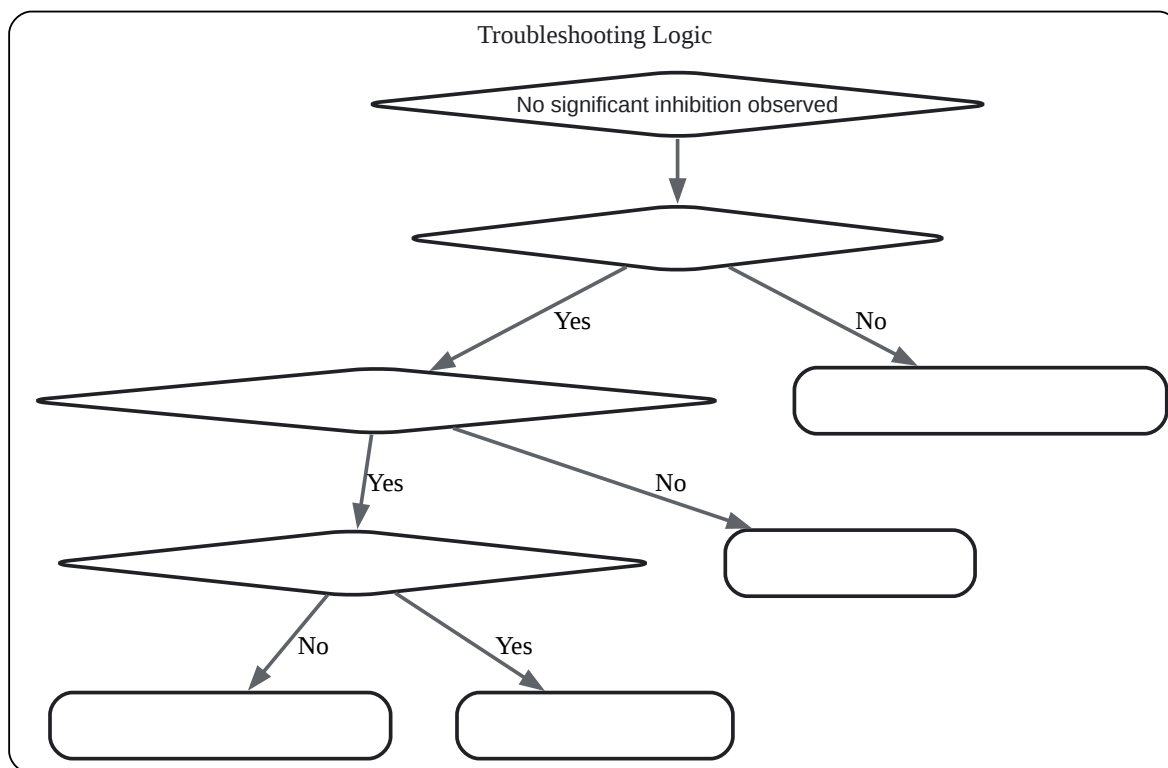 Troubleshooting Logic
No significant inhibition observed
Yes
No
Yes
No
No
Yes